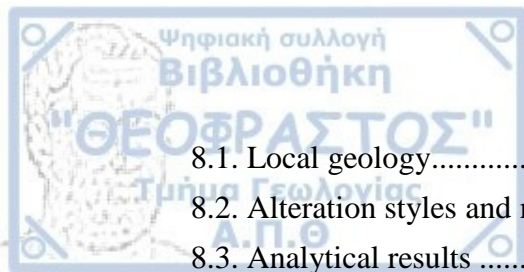 Ψηφιακή συλλογή
Βιβλιοθήκη
"ΘΕΟΦΡΑΣΤΟΣ"
8.1. Local geology............
Τμήμα Γεωλογίας
8.2. Alteration styles and
Α.Π.Θ
8.3. Analytical results ......